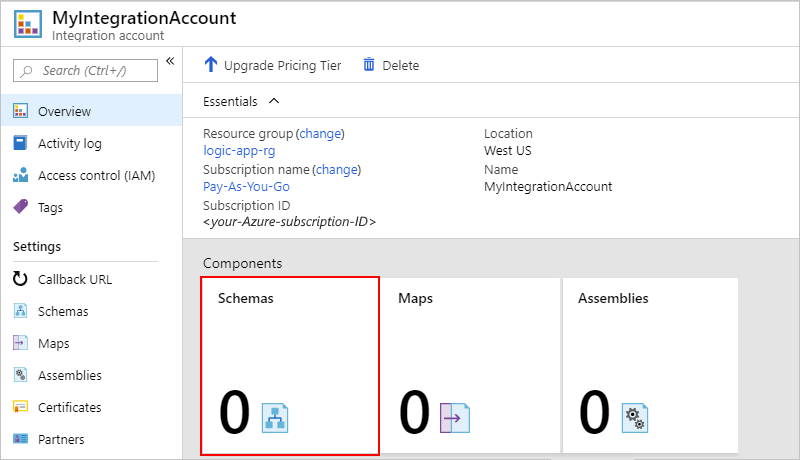 MyIntegrationAccount
Integration account
Search (Ctrl+/)
«
Overview
Activity log
Access control (IAM)
Tags
Settings
Callback URL
Schemas
Maps
Assemblies
Certificates
Partners
Upgrade Pricing Tier
Delete
Essentials
Resource group (change)
logic-app-rg
Subscription name (change)
Pay-As-You-Go
Subscription ID
<your-Azure-subscription-ID>
Location
West US
Name
MyIntegrationAccount
Components
Schemas
0
Maps
0
Assemblies
0